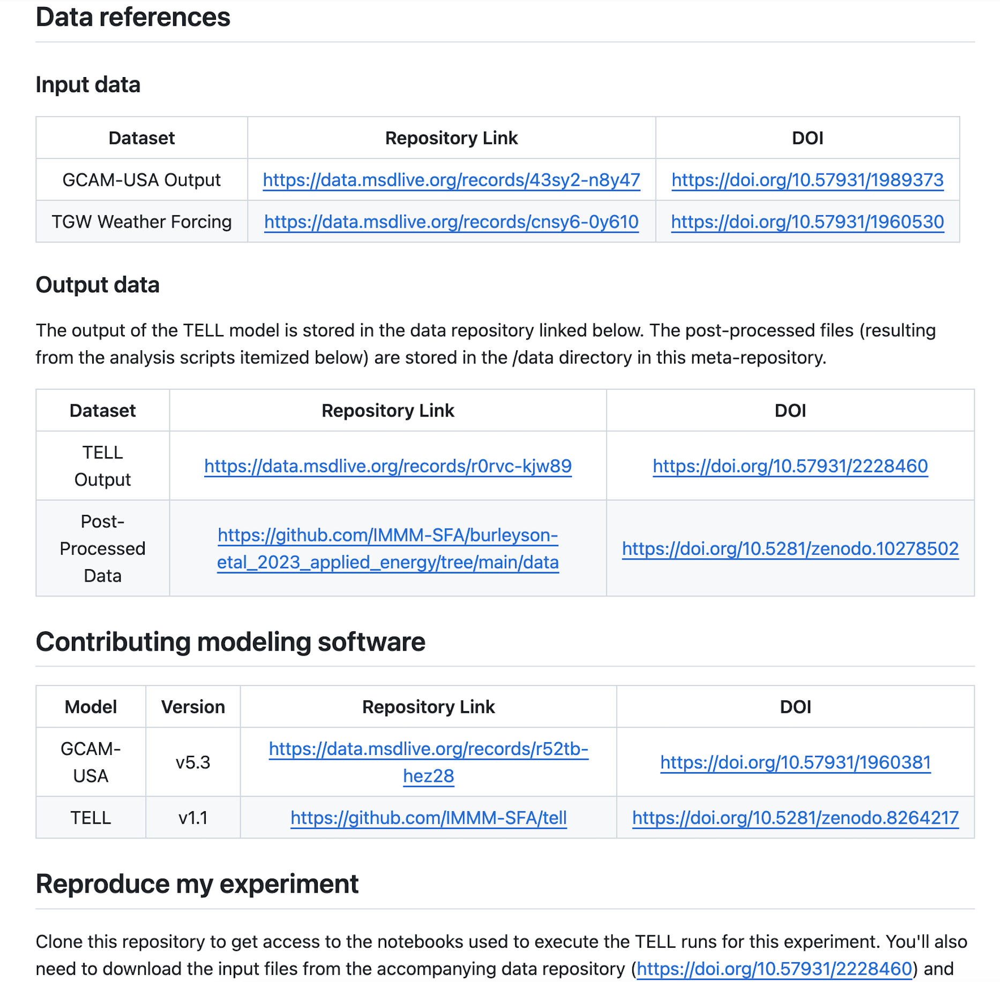 Data references
Input data
Dataset Repository Link DOI
GCAM-USA Output https://data.msdlive.org/records/43sy2-n8y47 https://doi.org/10.57931/1989373
TGW Weather Forcing https://data.msdlive.org/records/cnsy6-0y610 https://doi.org/10.57931/1960530
Output data
The output of the TELL model is stored in the data repository linked below. The post-processed files (resulting
from the analysis scripts itemized below) are stored in the /data directory in this meta-repository.
Dataset Repository Link DOI
TELL
Output
https://data.msdlive.org/records/r0rvc-kjw89
https://doi.org/10.57931/2228460
Post-
Processed
Data
https://github.com/IMMM-SFA/burleyson-
etal_2023_applied_energy/tree/main/data
https://doi.org/10.5281/zenodo.10278502
Contributing modeling software
Model Version Repository Link DOI
GCAM-
USA
v5.3
https://data.msdlive.org/records/r52tb-
hez28
https://doi.org/10.57931/1960381
TELL v1.1 https://github.com/IMMM-SFA/tell https://doi.org/10.5281/zenodo.8264217
Reproduce my experiment
Clone this repository to get access to the notebooks used to execute the TELL runs for this experiment. You'll also
need to download the input files from the accompanying data repository (https://doi.org/10.57931/2228460) and